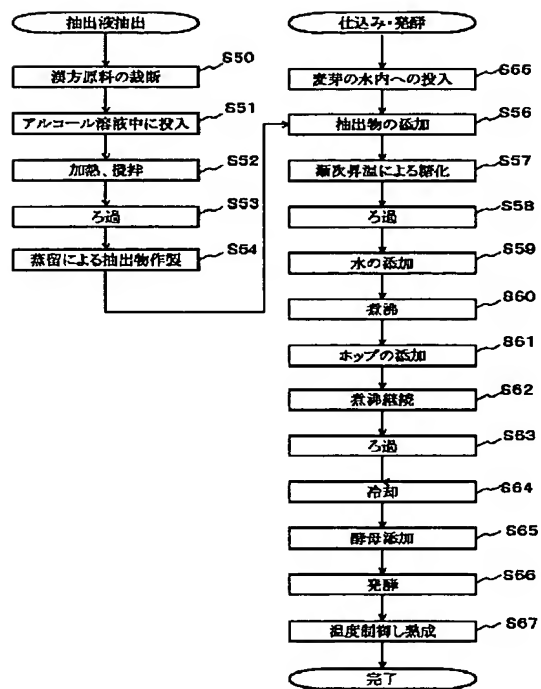 抽出液抽出
漢方原料の裁断
S50
アルコール溶液中に投入
S51
加熱、撹拌
S52
ろ過
S53
蒸留による抽出物作製
S54
仕込み・発酵
麦芽の水内への投入
S55
抽出物の添加
S56
漸次昇温による糖化
S57
ろ過
S58
水の添加
S59
煮沸
S60
ホップの添加
S61
煮沸継続
S62
ろ過
S63
冷却
S64
酵母添加
S65
発酵
S66
温度制御し熟成
S67
完了